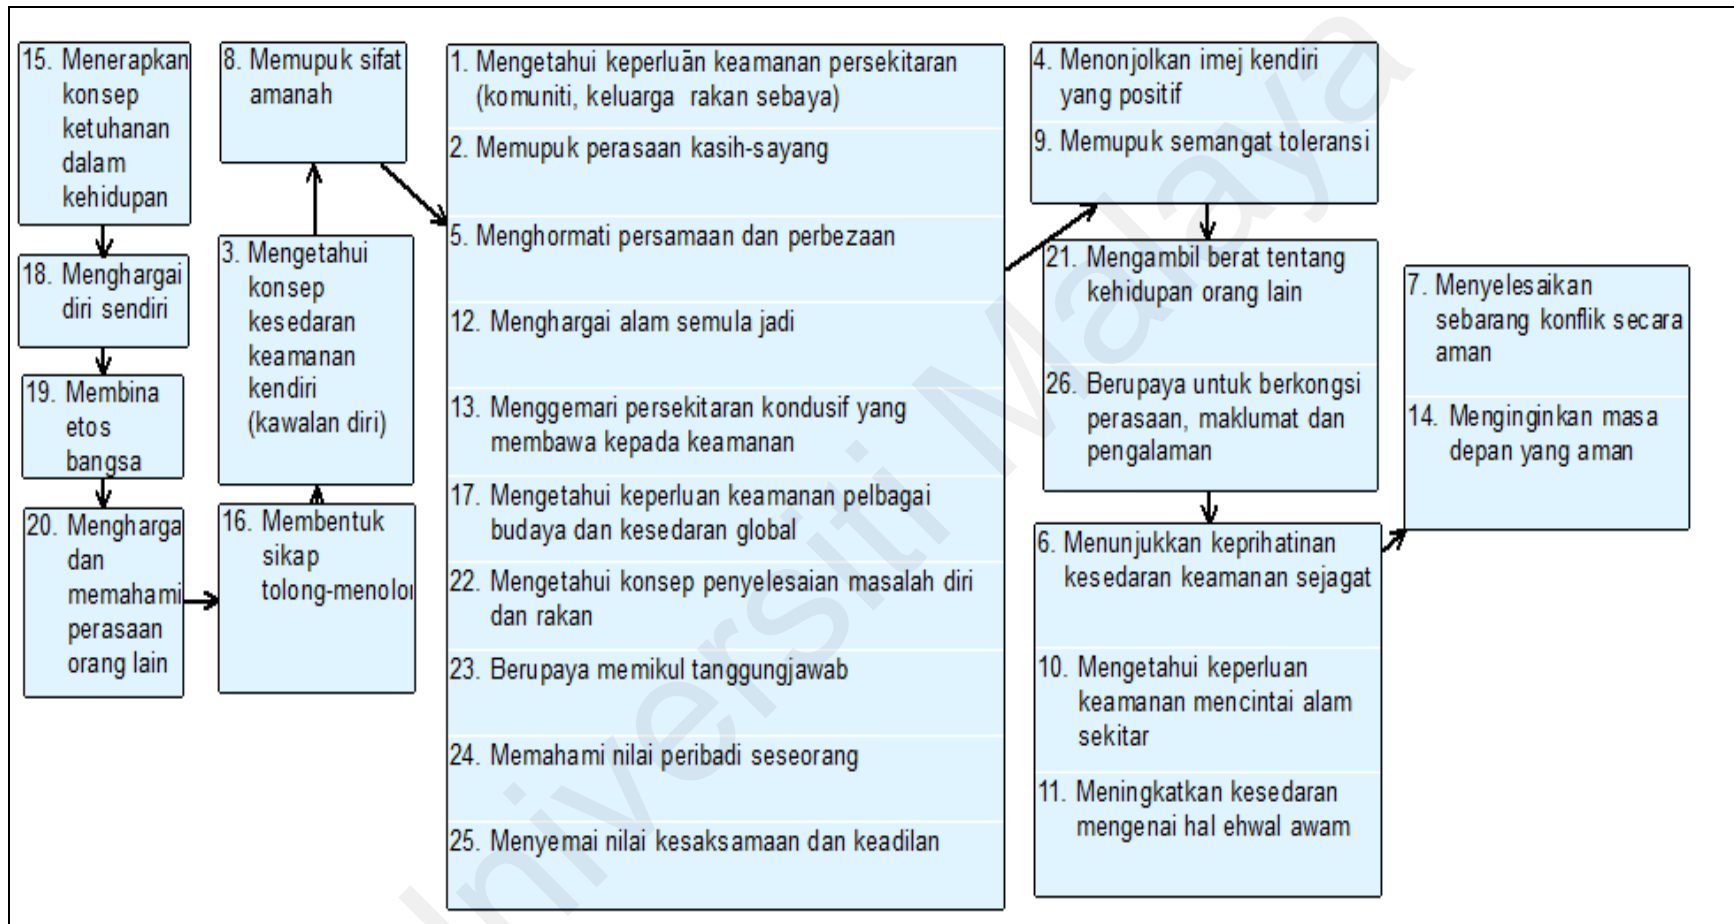 15. Menerapkan
konsep
ketuhanan
dalam
kehidupan
18. Menghargai
diri sendiri
19. Membina
etos
bangsa
20. Mengharga
dan
memahami
perasaan
orang lain
16. Membentuk
sikap
tolong-menolo
3. Mengetahui
konsep
kesedaran
keamanan
kendiri
(kawalan diri)
8. Memupuk sifat
amanah
1. Mengetahui keperluān keamanan persekitaran
(komuniti, keluarga rakan sebaya)
2. Memupuk perasaan kasih-sayang
5. Menghormati persamaan dan perbezaan
12. Menghargai alam semula jadi
13. Menggemari persekitaran kondusif yang
membawa kepada keamanan
17. Mengetahui keperluan keamanan pelbagai
budaya dan kesedaran global
22. Mengetahui konsep penyelesaian masalah diri
dan rakan
23. Berupaya memikul tanggungjawab
24. Memahami nilai peribadi seseorang
25. Menyemai nilai kesaksamaan dan keadilan
4. Menonjolkan imej kendiri
yang positif
9. Memupuk semangat toleransi
21. Mengambil berat tentang
kehidupan orang lain
26. Berupaya untuk berkongsi
perasaan, maklumat dan
pengalaman
6. Menunjukkan keprihatinan
kesedaran keamanan sejagat
10. Mengetahui keperluan
keamanan mencintai alam
sekitar
11. Meningkatkan kesedaran
mengenai hal ehwal awam
7. Menyelesaikan
sebarang konflik secara
aman
14. Menginginkan masa
depan yang aman
niversiti Malaya